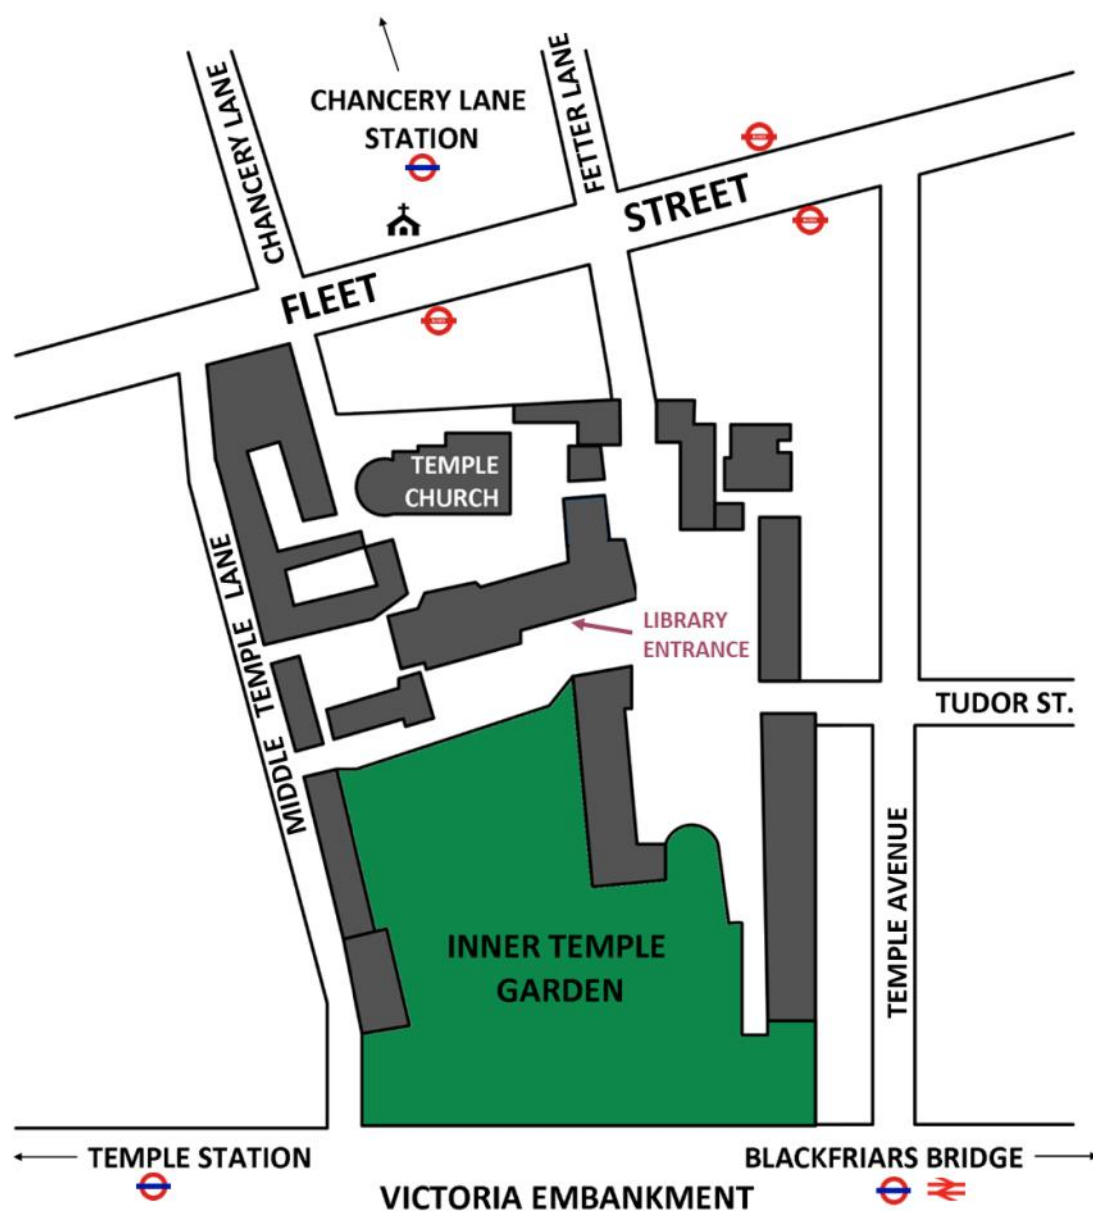 CHANCERY LANE
FETTER LANE
CHANCERY LANE
STATION
FLEET
STREET
TEMPLE
CHURCH
MIDDLE TEMPLE LANE
LIBRARY
ENTRANCE
TUDOR ST.
TEMPLE AVENUE
INNER TEMPLE
GARDEN
TEMPLE STATION
BLACKFRIARS BRIDGE
VICTORIA EMBANKMENT